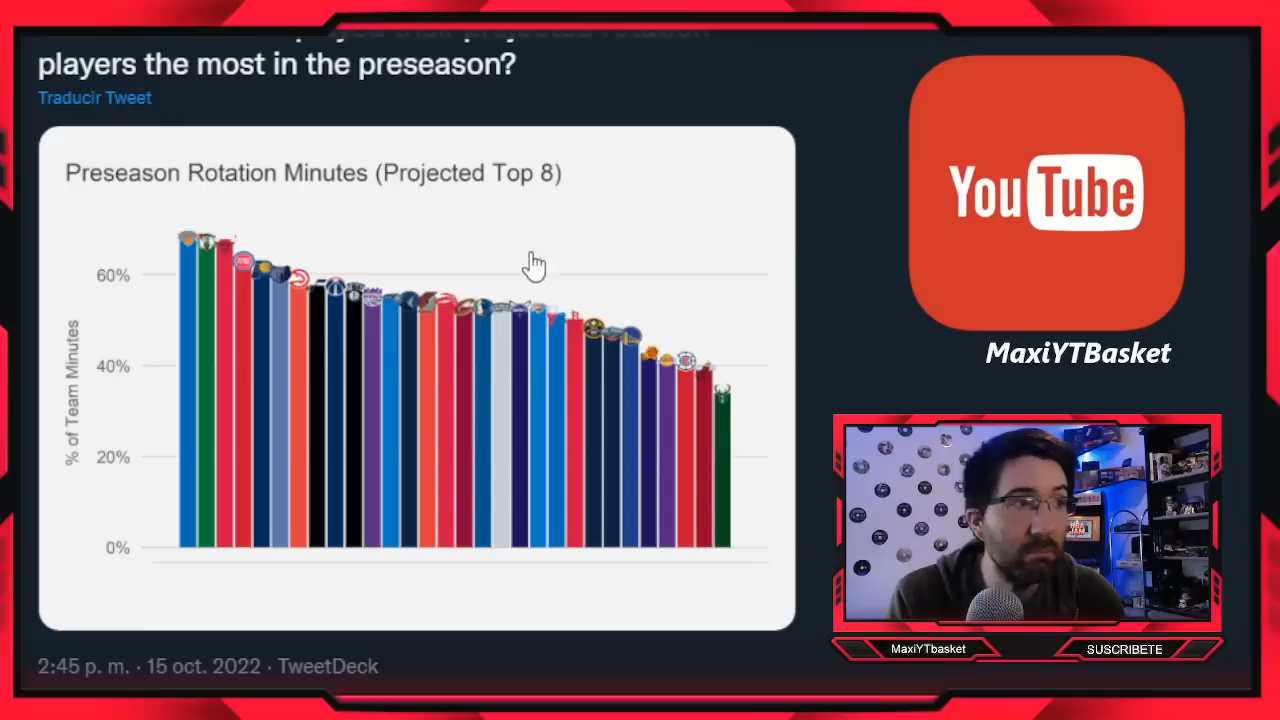 players the most in the preseason?
Traducir Tweet
Preseason Rotation Minutes (Projected Top 8)
% of Team Minutes
60%
40%
20%
0%
2:45 p. m. · 15 oct. 2022 · TweetDeck
YouTube
MaxiYTBasket
MaxiYTbasket
SUSCRIBETE